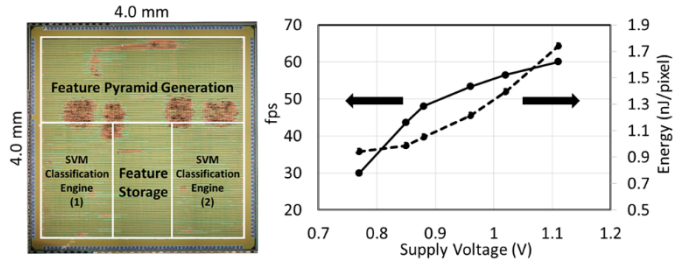 4.0 mm
4.0 mm
Feature Pyramid Generation
SVM
Classification
Engine
(1)
Feature
Storage
SVM
Classification
Engine
(2)
fps
70
60
50
40
30
20
0.7
0.8
0.9
1
1.1
1.2
Supply Voltage (V)
1.9
1.7
1.5
1.3
1.1
0.9
0.7
0.5
Energy (nJ/pixel)